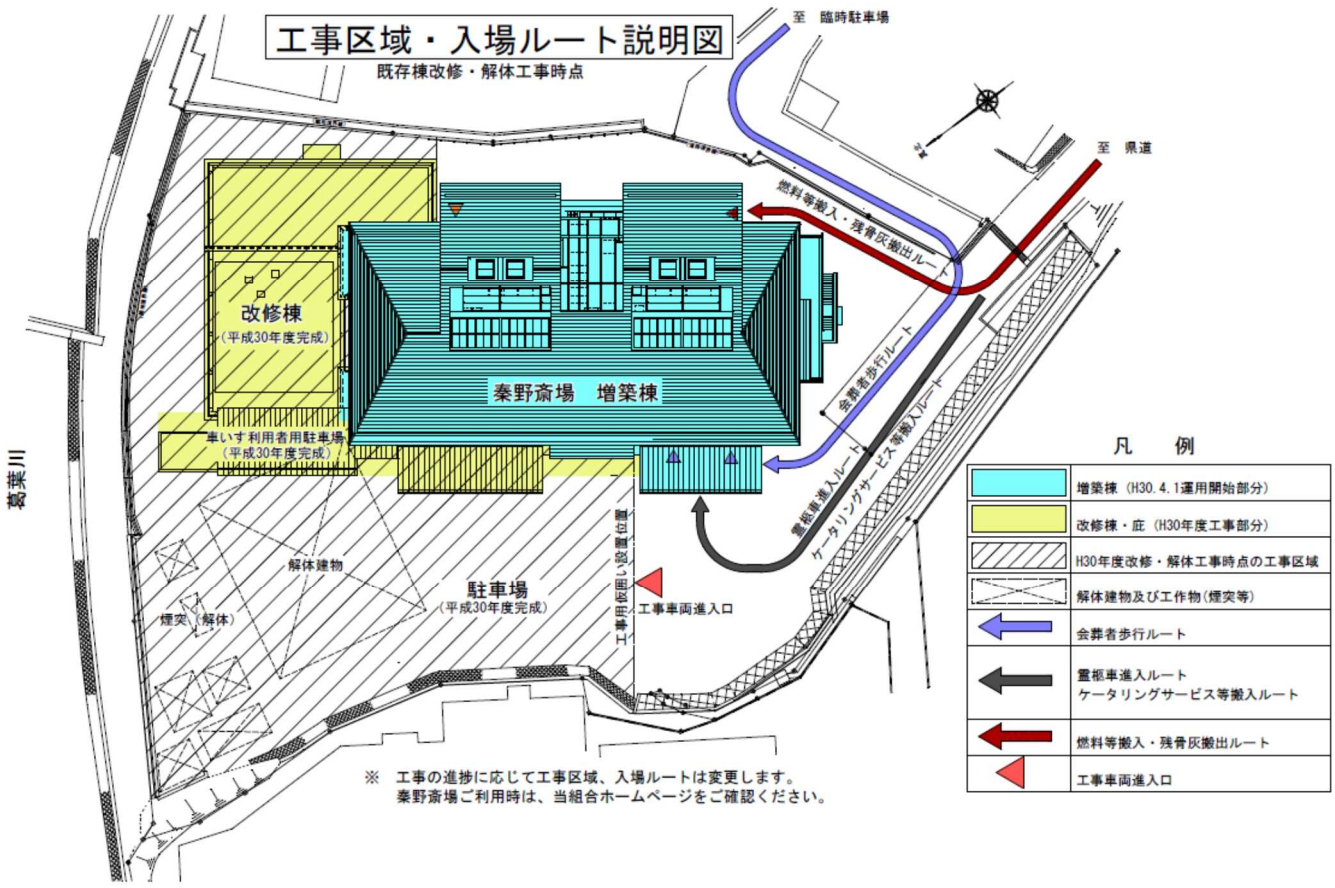 工事区域・入場ルート説明図
既存棟改修・解体工事時点
至 臨時駐車場
至 県道
真北
燃料等搬入・残骨灰搬出ルート
改修棟
(平成30年度完成)
秦野斎場 増築棟
会葬者歩行ルート
車いす利用者用駐車場
(平成30年度完成)
葛葉川
霊柩車進入ルート
ケータリングサービス等搬入ルート
解体建物
工事用仮囲い設置位置
駐車場
(平成30年度完成)
工事車両進入口
煙突(解体)
※ 工事の進捗に応じて工事区域、入場ルートは変更します。
秦野斎場ご利用時は、当組合ホームページをご確認ください。
凡 例
増築棟(H30.4.1運用開始部分)
改修棟・庇(H30年度工事部分)
H30年度改修・解体工事時点の工事区域
解体建物及び工作物(煙突等)
会葬者歩行ルート
霊柩車進入ルート
ケータリングサービス等搬入ルート
燃料等搬入・残骨灰搬出ルート
工事車両進入口